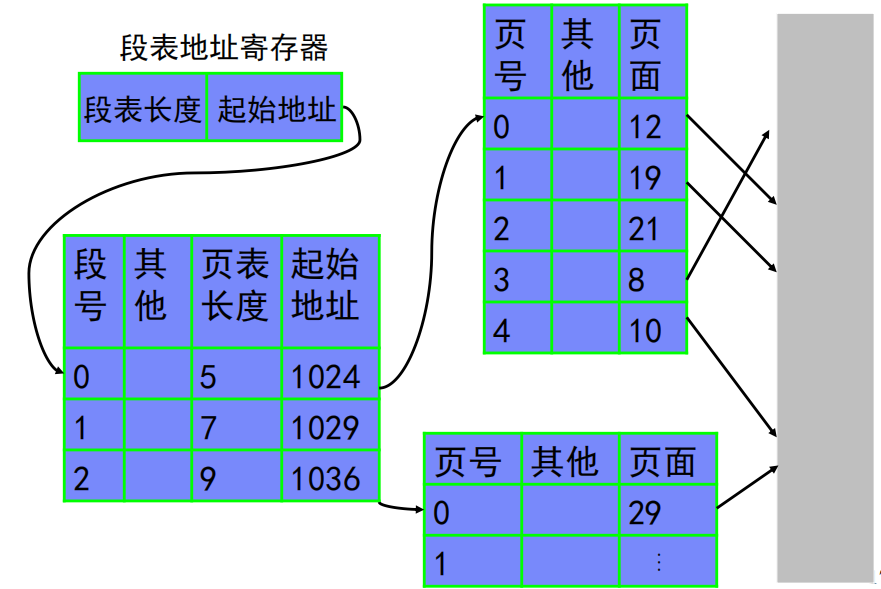 段表地址寄存器
段表长度 起始地址
段号 其他 页表长度 起始地址
0 5 1024
1 7 1029
2 9 1036
页号 其他 页面
0 12
1 19
2 21
3 8
4 10
页号 其他 页面
0 29
1 ⋮